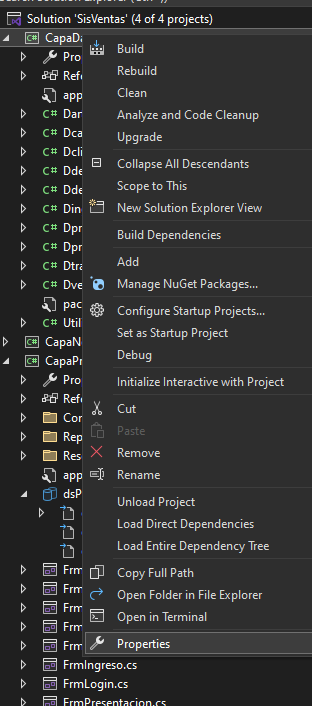 Solution 'SisVentas' (4 of 4 projects)
C# CapaDa
Build
Pro
Rebuild
Refe
Clean
app
Analyze and Code Cleanup
C# Dar
Upgrade
C# Dca
C# Dcli
Collapse All Descendants
C# Dde
Scope to This
C# Dde
New Solution Explorer View
C# Din
Build Dependencies
C# Dpr
C# Dpr
Add
C# Dtra
Manage NuGet Packages...
C# Dve
pac
Configure Startup Projects...
C# Util
Set as Startup Project
C# CapaNe
Debug
C# CapaPr
Pro
Initialize Interactive with Project
Refe
Cut
Con
Paste
Rep
Remove
Res
app
Rename
dsP
Unload Project
Load Direct Dependencies
Load Entire Dependency Tree
Frm
Copy Full Path
Frm
Open Folder in File Explorer
Frm
Open in Terminal
Frm
Properties
FrmIngreso.cs
FrmLogin.cs
FrmPresentacion.cs